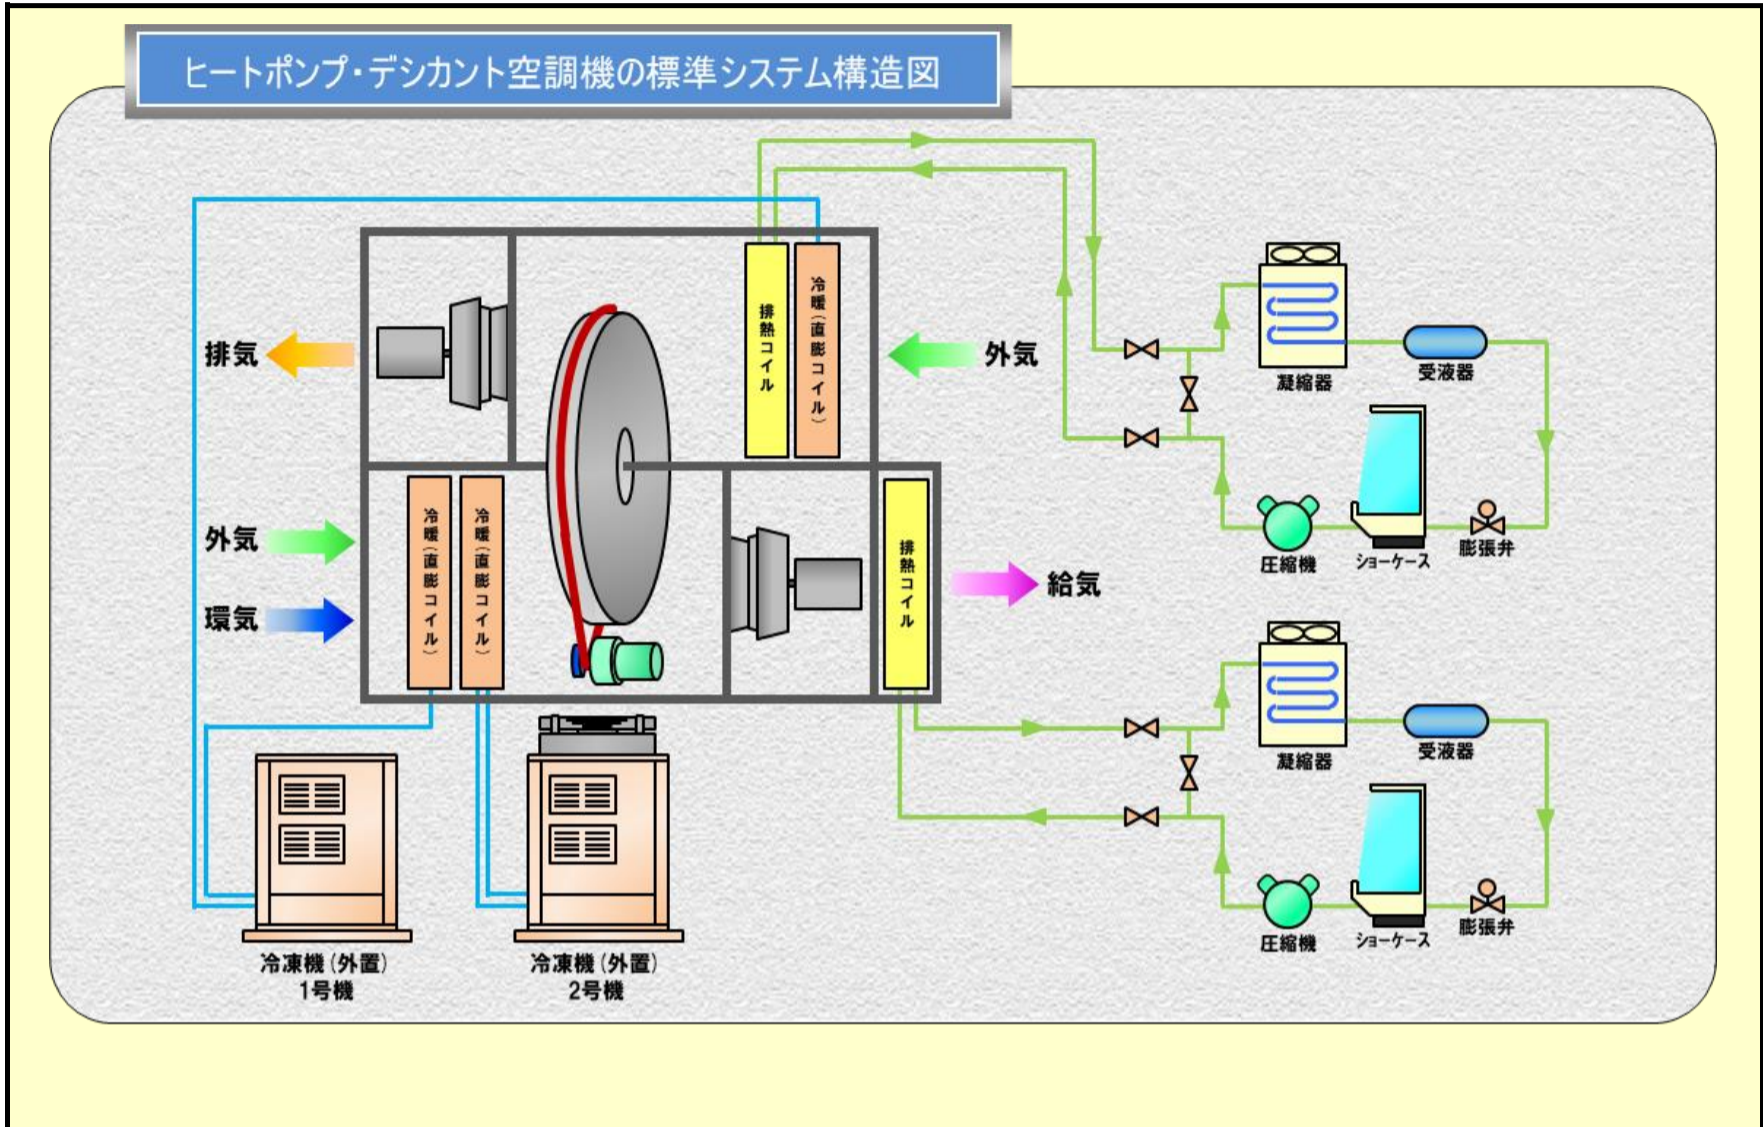 ヒートポンプ・デシカント空調機の標準システム構造図
排熱コイル
冷暖(直膨コイル)
排気
外気
凝縮器
受液器
外気
環気
冷暖(直膨コイル)
冷暖(直膨コイル)
排熱コイル
給気
圧縮機
ショーケース
膨張弁
凝縮器
受液器
圧縮機
ショーケース
膨張弁
冷凍機(外置)
1号機
冷凍機(外置)
2号機